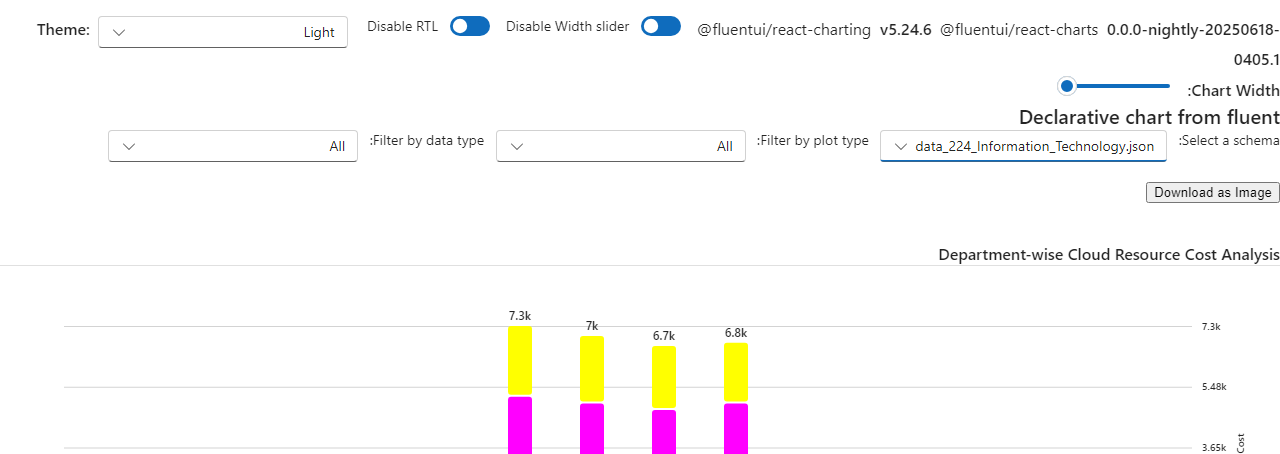 Theme: Light Disable RTL Disable Width slider @fluentui/react-charting v5.24.6 @fluentui/react-charts 0.0.0-nightly-20250618-
0405.1
:Chart Width
Declarative chart from fluent
:Select a schema data_224_Information_Technology.json :Filter by plot type All :Filter by data type All
Download as Image
Department-wise Cloud Resource Cost Analysis
7.3k
7k
6.7k
6.8k
7.3k
5.48k
3.65k
Cost